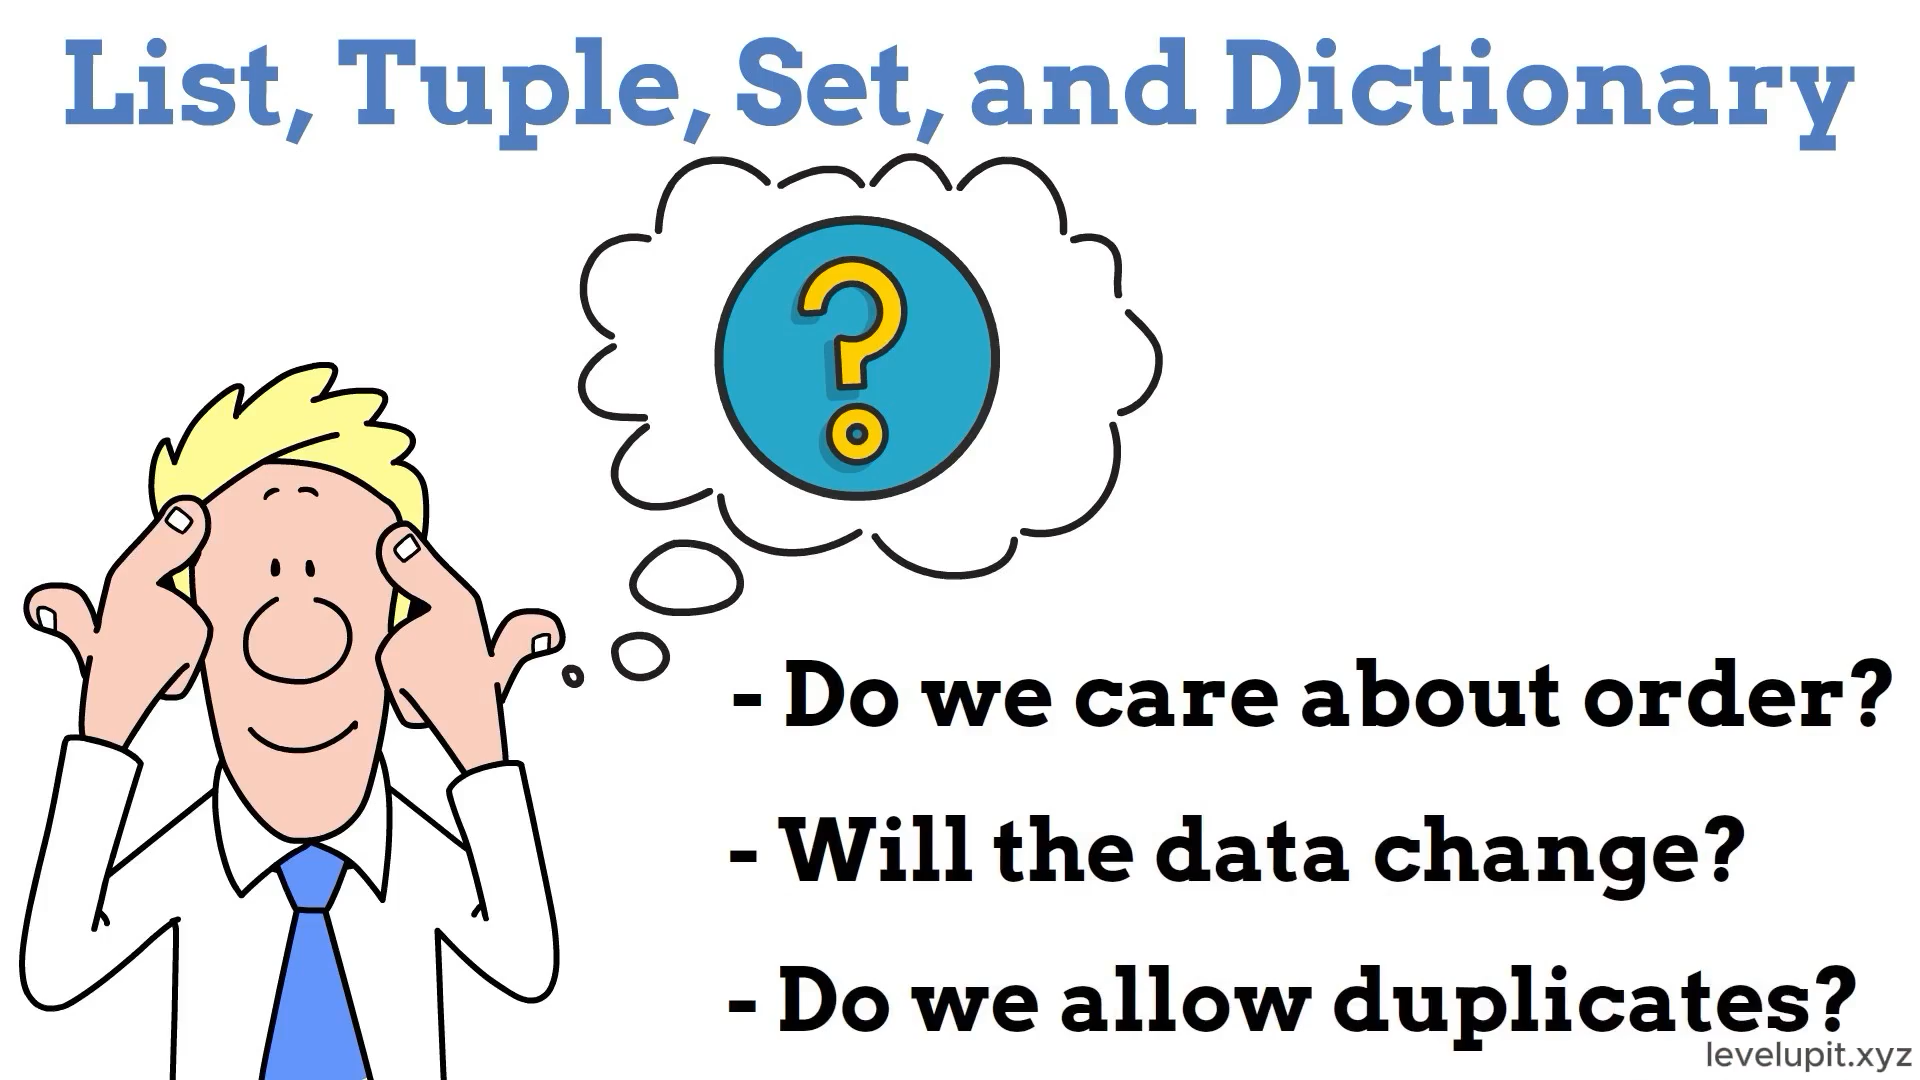 List, Tuple, Set, and Dictionary
?
- Do we care about order?
- Will the data change?
- Do we allow duplicates?
levelupit.xyz